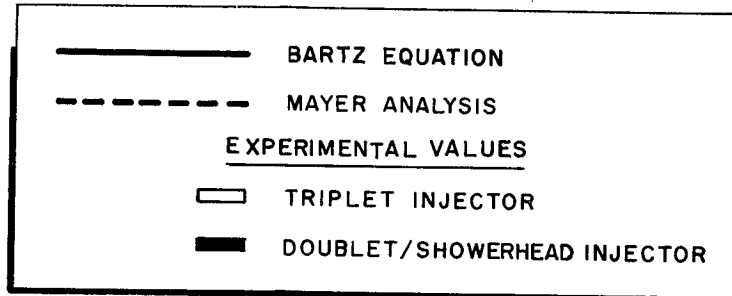 BARTZ EQUATION
MAYER ANALYSIS
EXPERIMENTAL VALUES
TRIPLET INJECTOR
DOUBLET/SHOWERHEAD INJECTOR